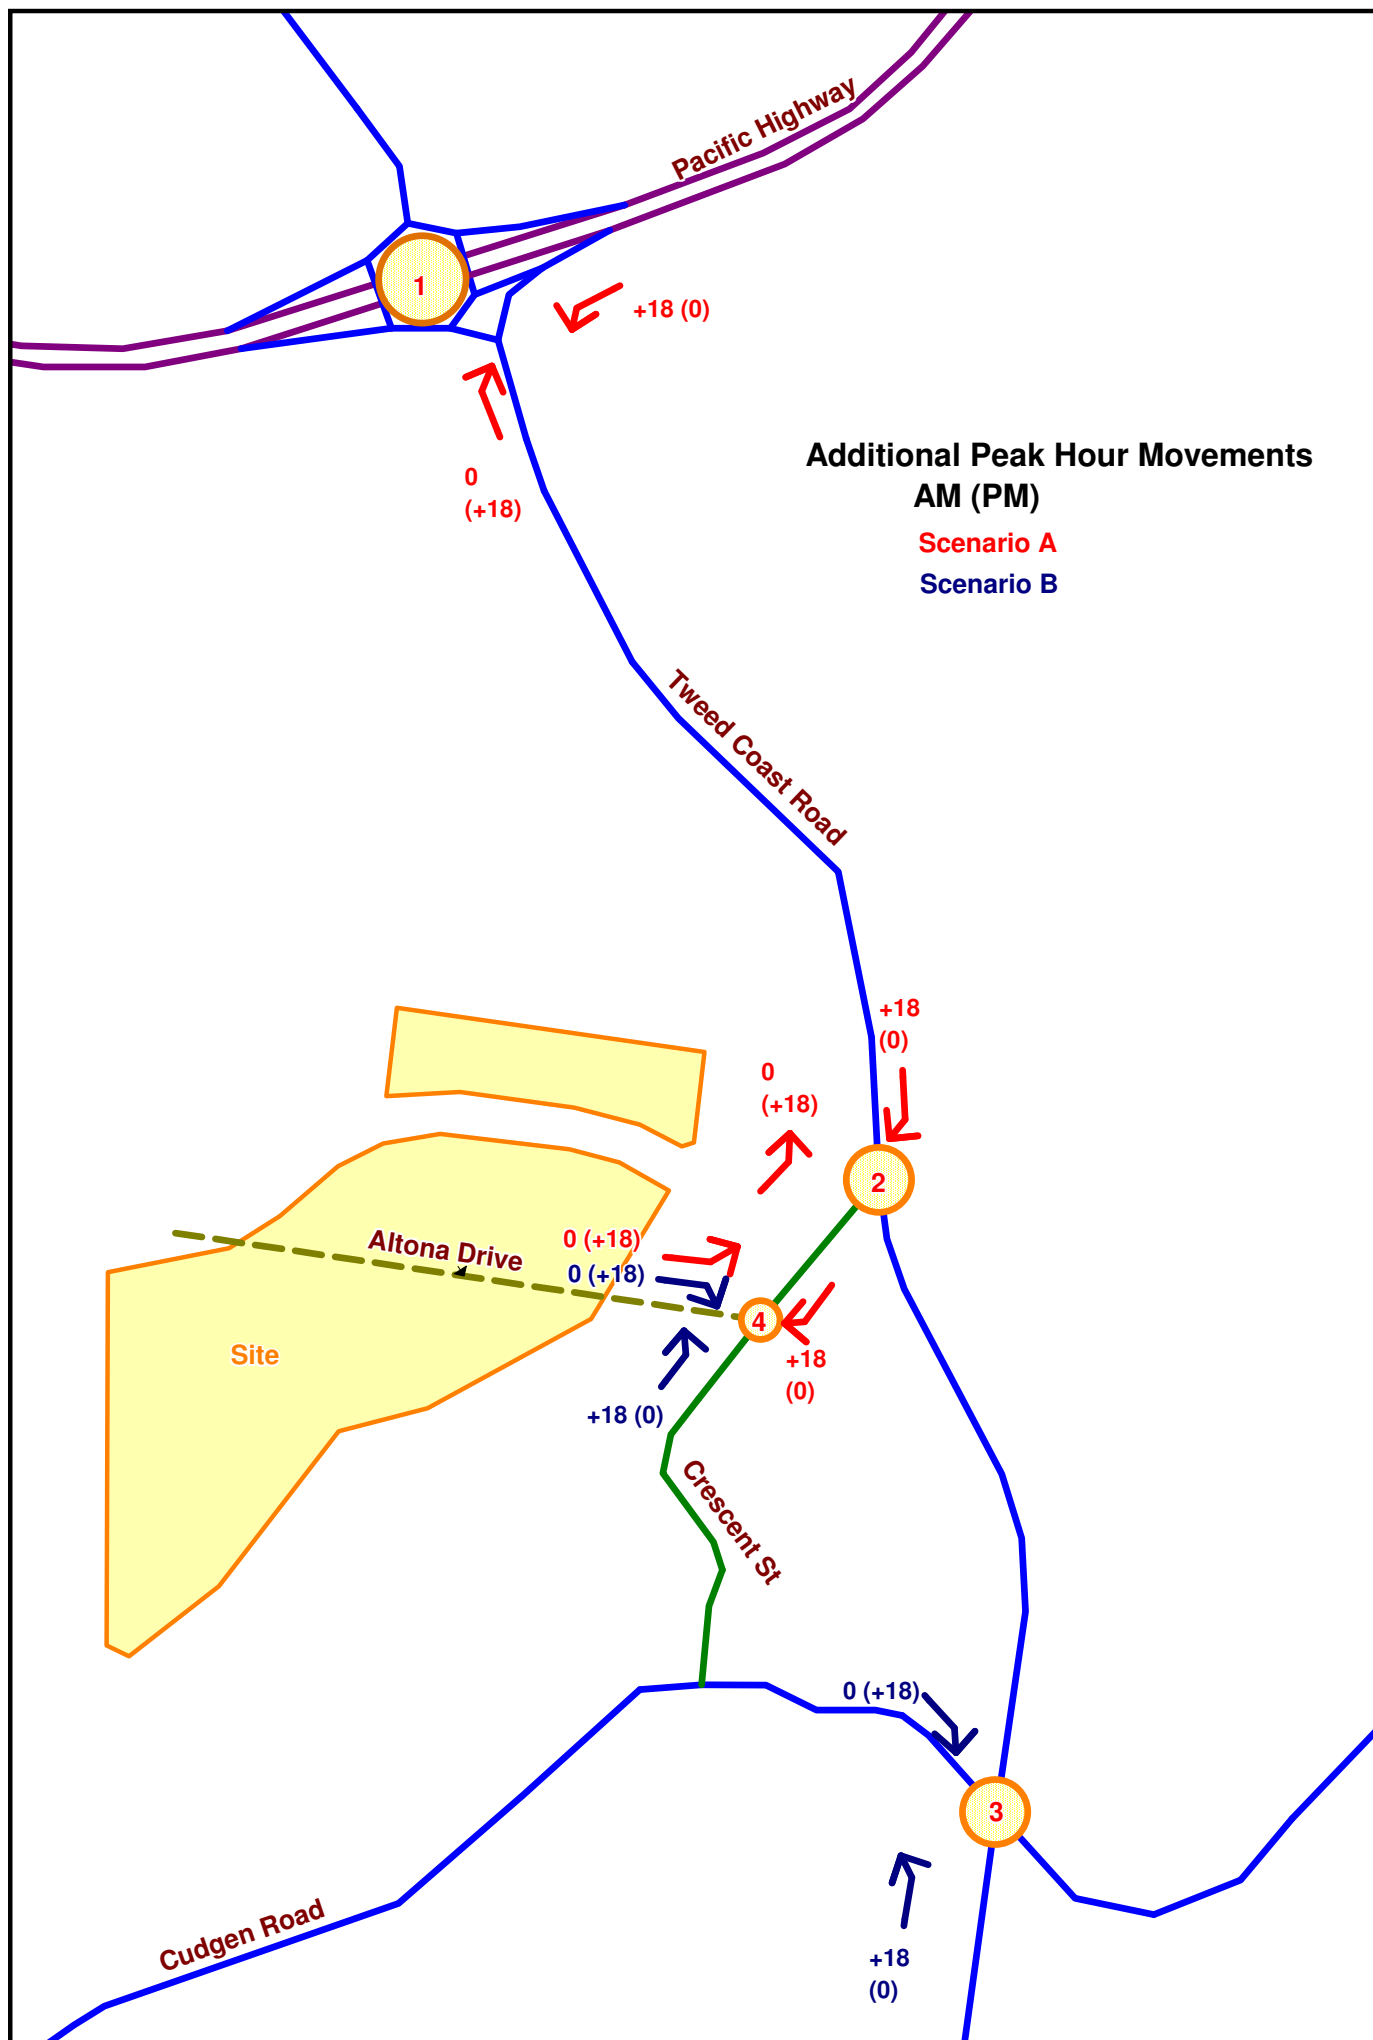 Pacific Highway
1
+18 (0)
Additional Peak Hour Movements
AM (PM)
0
(+18)
Scenario A
Scenario B
Tweed Coast Road
+18
(0)
0
(+18)
2
Altona Drive
0 (+18)
0 (+18)
4
Site
+18
(0)
+18 (0)
Crescent St
0 (+18)
3
Cudgen Road
+18
(0)